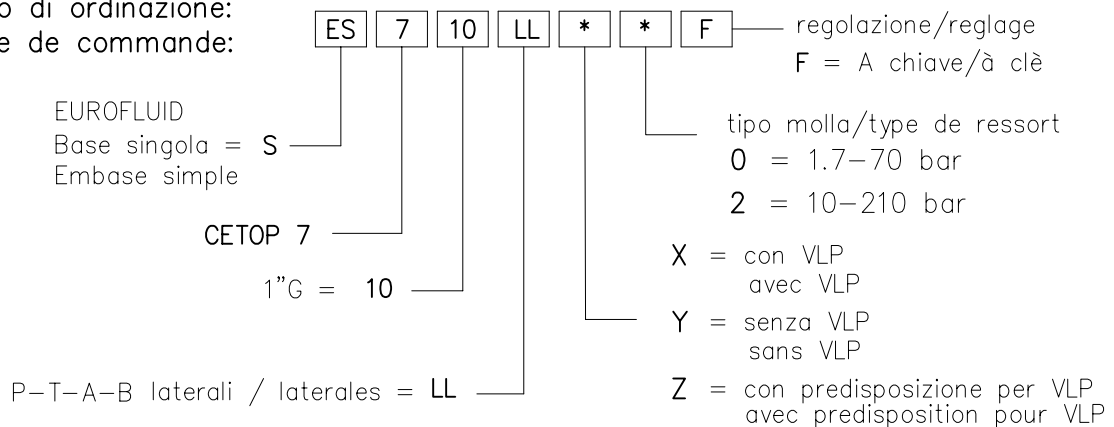 o di ordinazione:
e de commande:
ES 7 10 LL * * F
regolazione/reglage
F = A chiave/à clè
EUROFLUID
Base singola = S
Embase simple
tipo molla/type de ressort
0 = 1.7-70 bar
2 = 10-210 bar
CETOP 7
1”G = 10
X = con VLP
avec VLP
Y = senza VLP
sans VLP
P-T-A-B laterali / laterales = LL
Z = con predisposizione per VLP
avec predisposition pour VLP